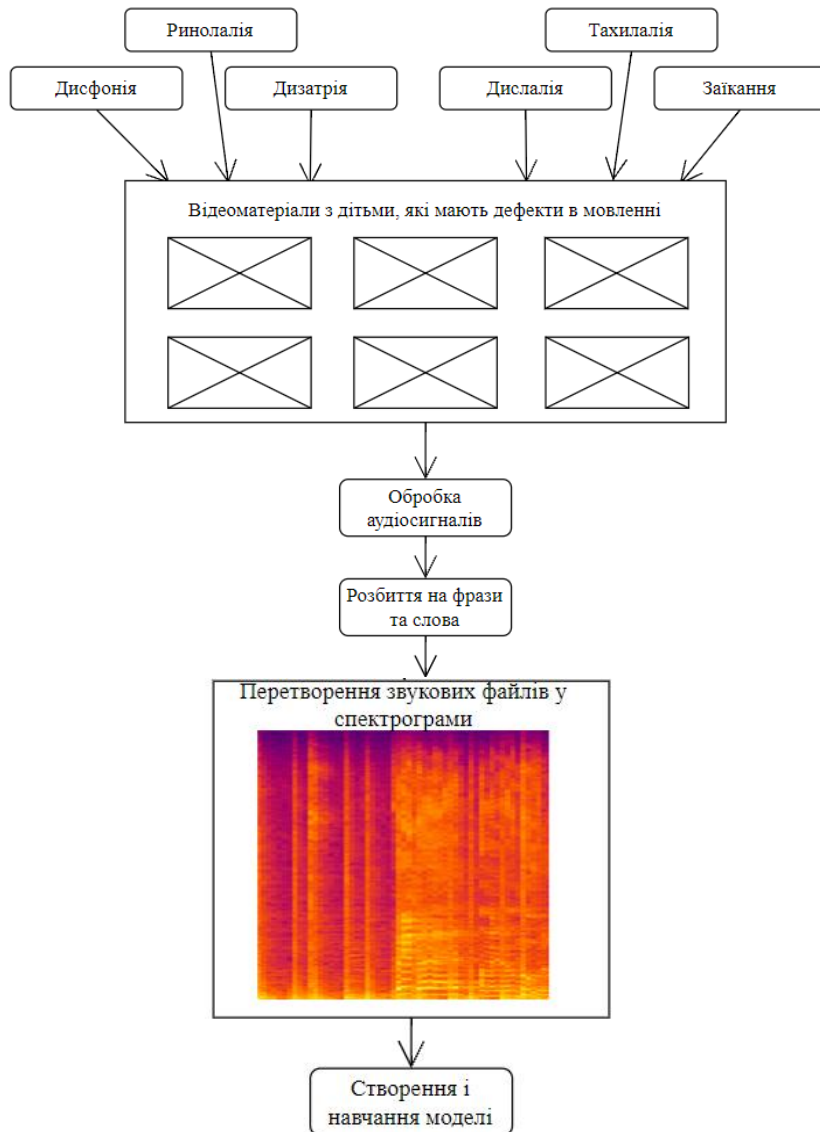 Ринолалія
Тахилалія
Дисфонія
Дизатрія
Дислалія
Заїкання
Відеоматеріали з дітьми, які мають дефекти в мовленні
Обробка
аудіосигналів
Розбиття на фрази
та слова
Перетворення звукових файлів у
спектрограми
Створення і
навчання моделі